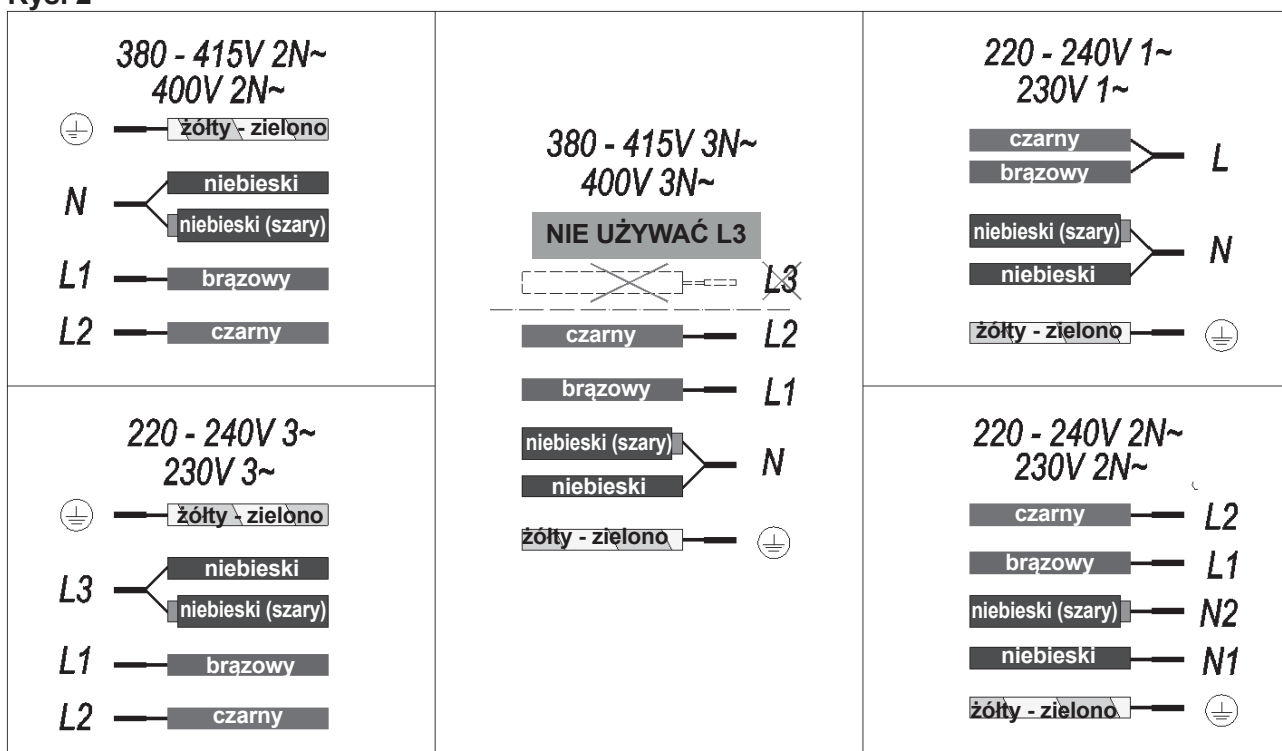 Rys. 2
380 - 415V 2N~
400V 2N~
żółty - zielono
N
niebieski
niebieski (szary)
L1
brązowy
L2
czarny
220 - 240V 3~
230V 3~
żółty - zielono
L3
niebieski
niebieski (szary)
L1
brązowy
L2
czarny
380 - 415V 3N~
400V 3N~
NIE UŻYWAĆ L3
L3
czarny
L2
brązowy
L1
niebieski (szary)
N
niebieski
żółty - zielono
220 - 240V 1~
230V 1~
czarny
L
brązowy
niebieski (szary)
N
niebieski
żółty - zielono
220 - 240V 2N~
230V 2N~
czarny
L2
brązowy
L1
niebieski (szary)
N2
niebieski
N1
żółty - zielono